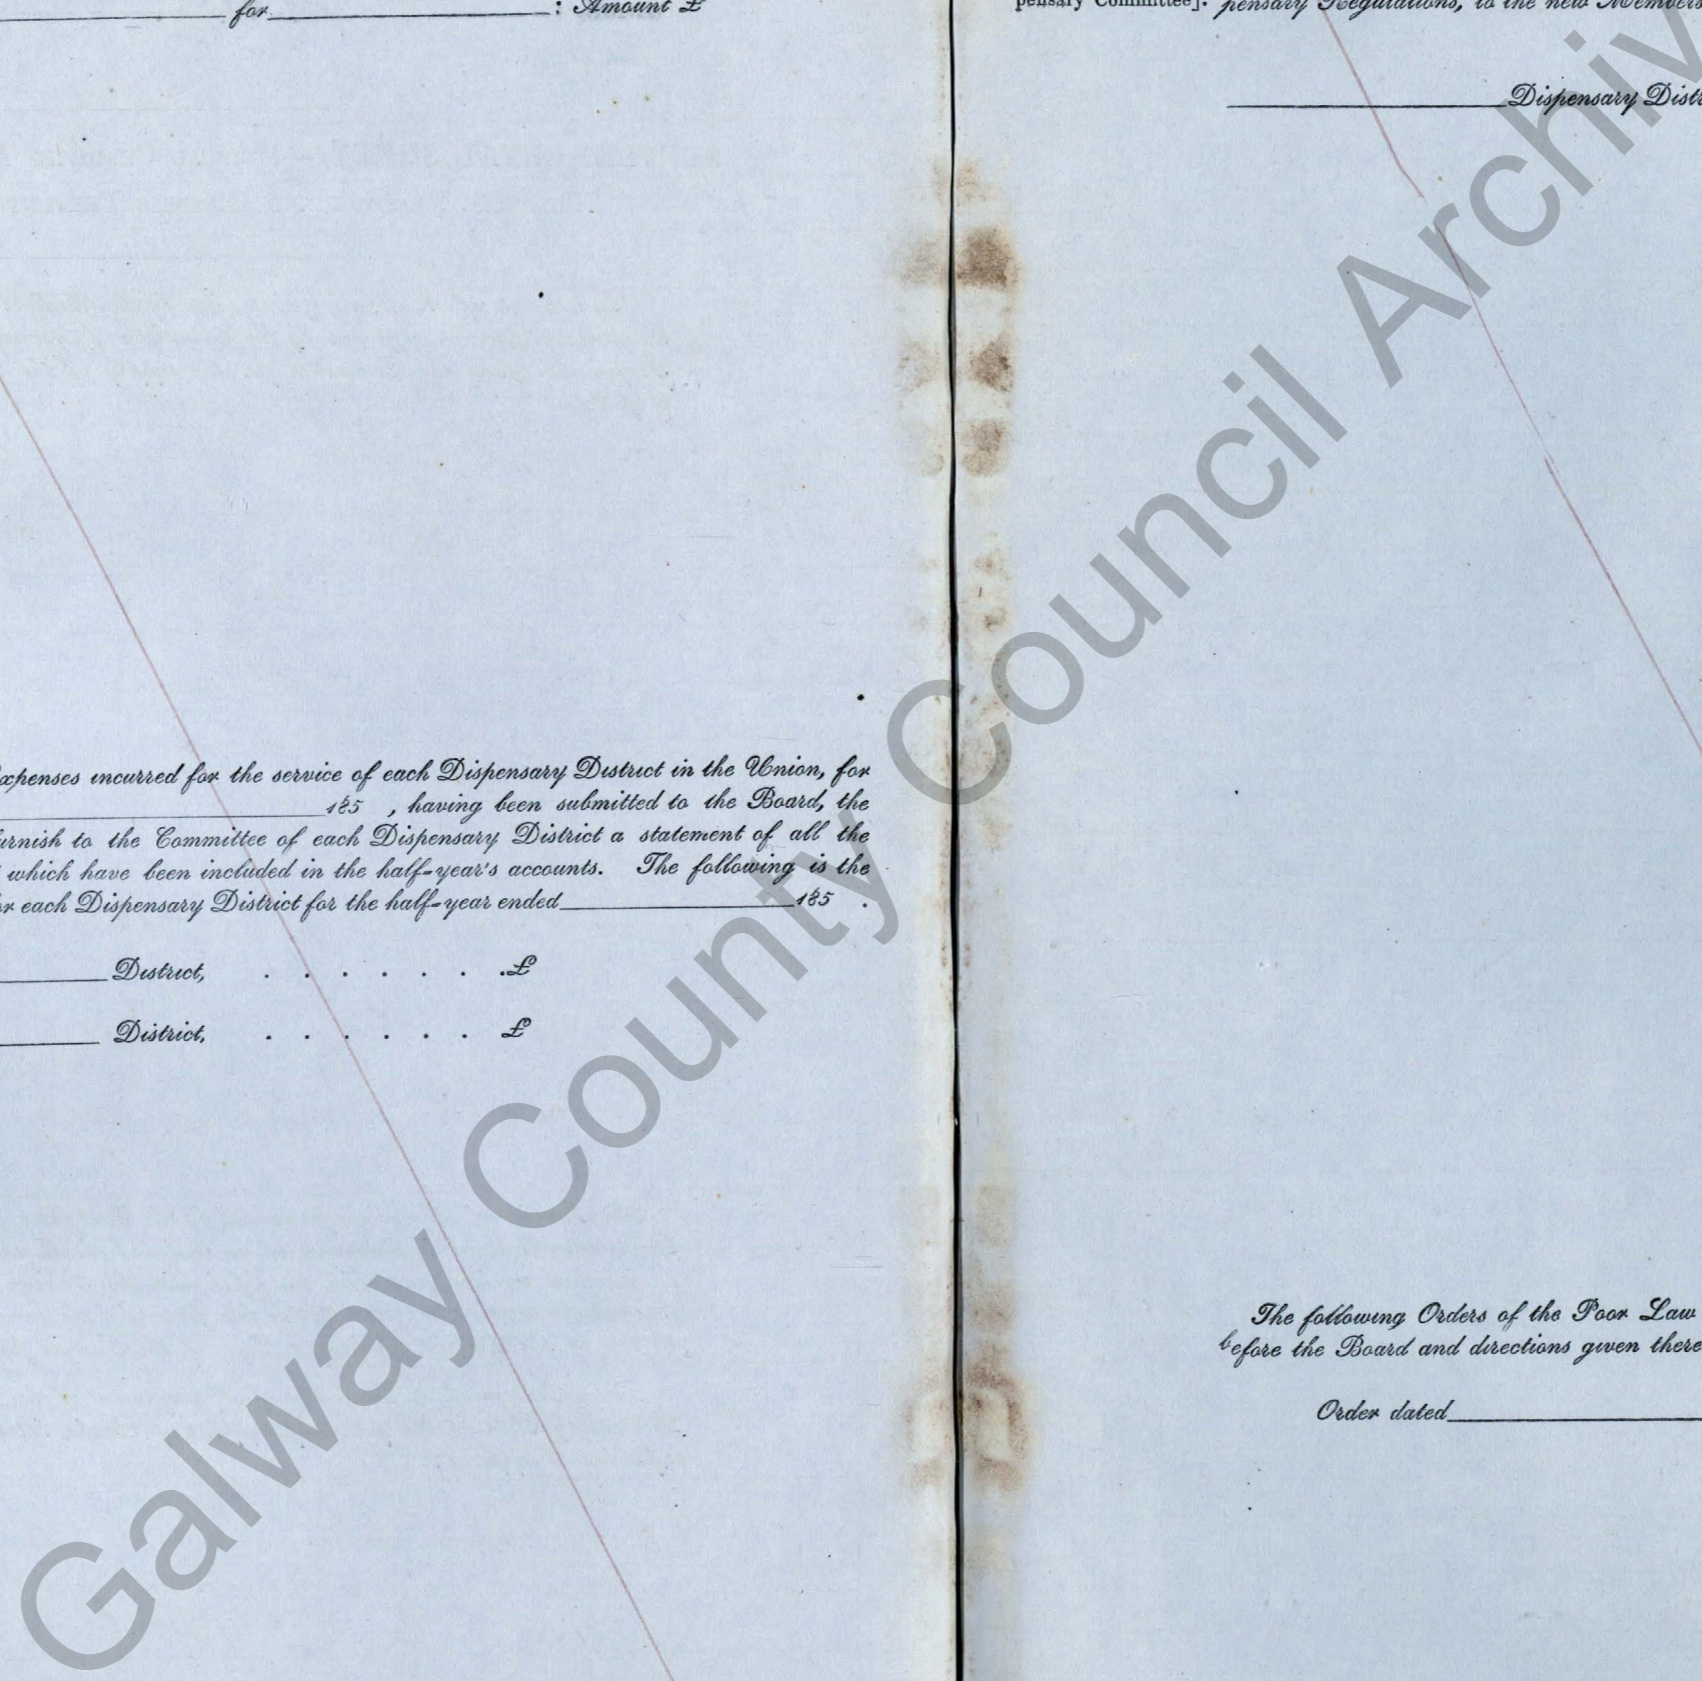 for : Amount £
expenses incurred for the service of each Dispensary District in the Union, for
185 , having been submitted to the Board, the
furnish to the Committee of each Dispensary District a statement of all the
which have been included in the half-year's accounts. The following is the
each Dispensary District for the half-year ended 185 .
District, . . . . . . . £
District, . . . . . . £
pensary Committee]. pensary Regulations, to the new Members
Dispensary Distr
The following Orders of the Poor Law
before the Board and directions given there
Order dated
Galway County Council Archiv